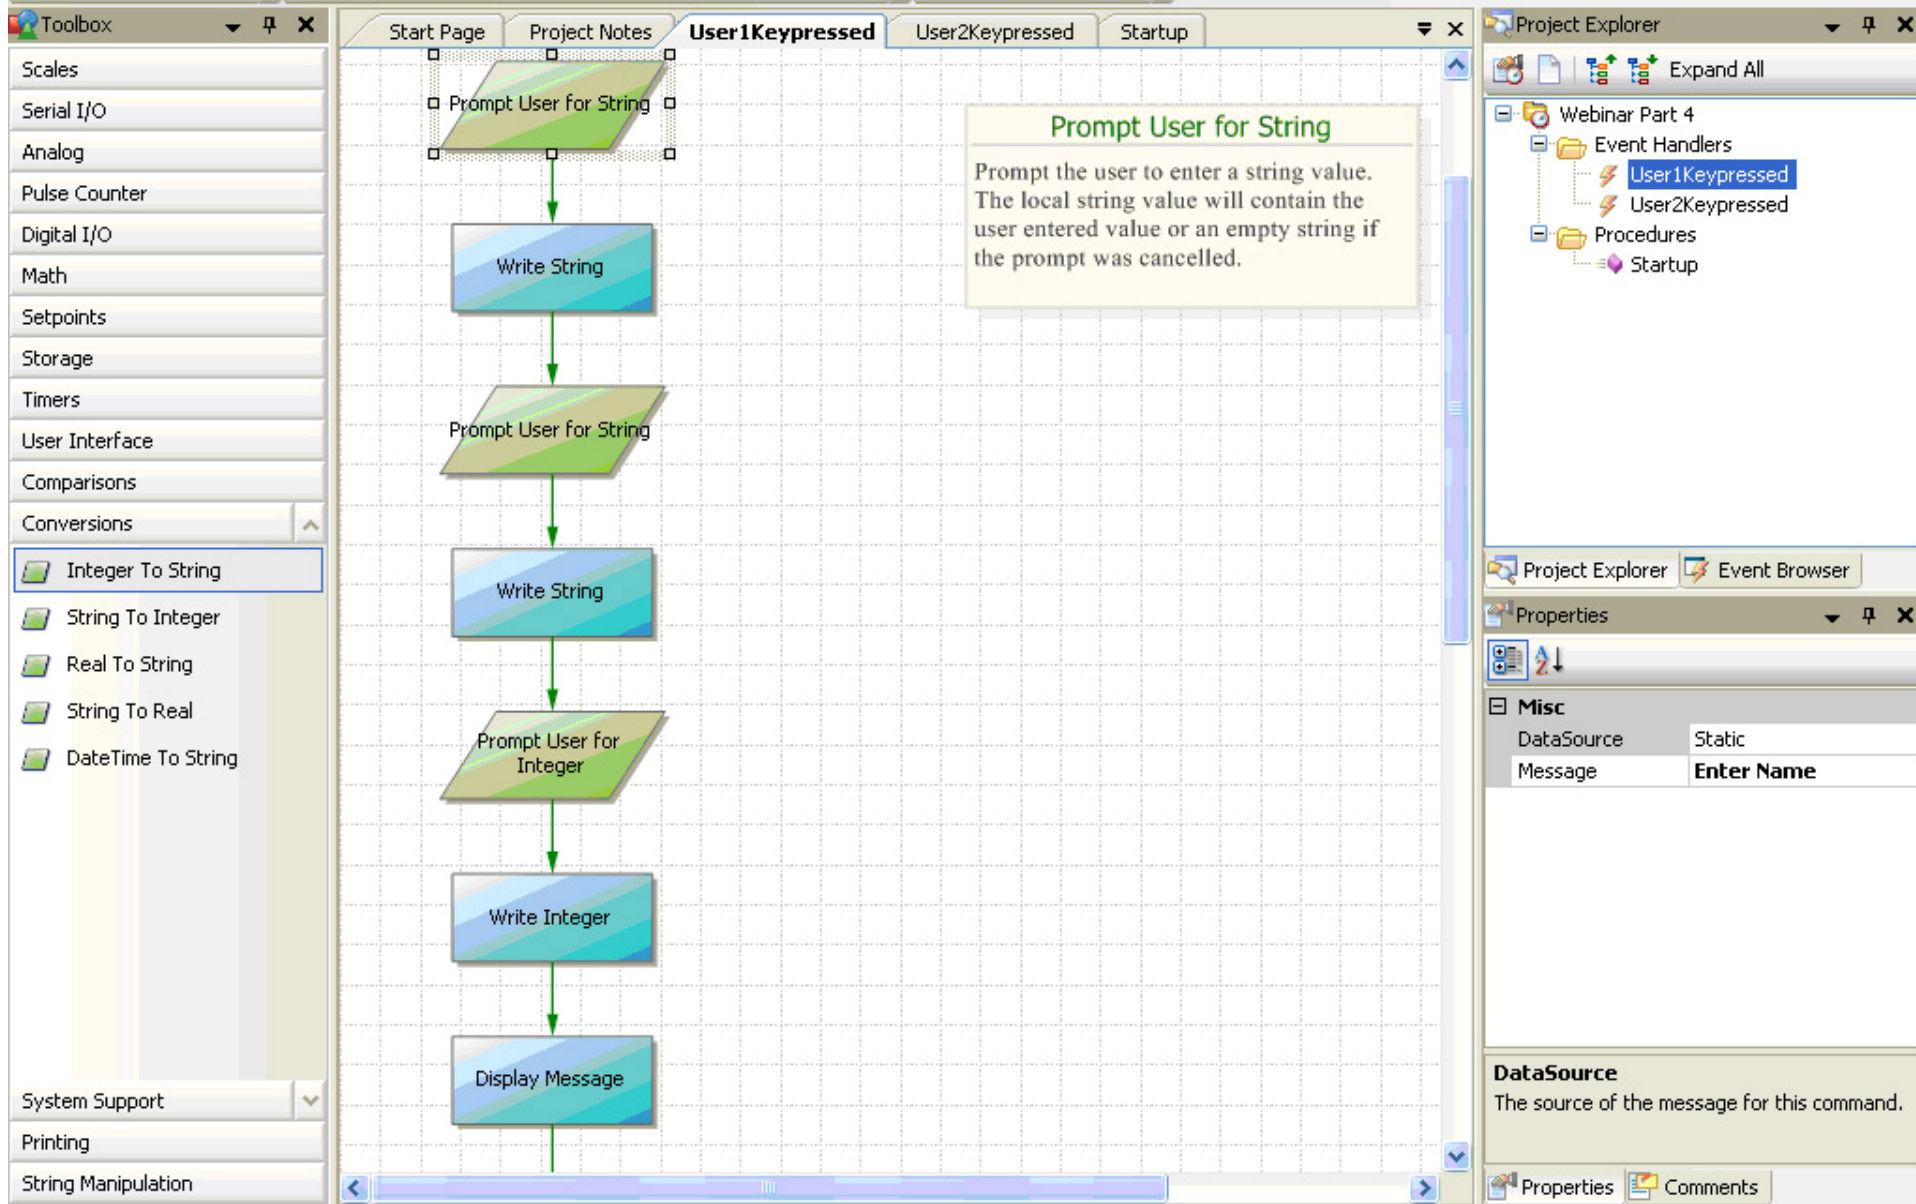 Toolbox
Scales
Serial I/O
Analog
Pulse Counter
Digital I/O
Math
Setpoints
Storage
Timers
User Interface
Comparisons
Conversions
Integer To String
String To Integer
Real To String
String To Real
DateTime To String
System Support
Printing
String Manipulation
Start Page
Project Notes
User1Keypressed
User2Keypressed
Startup
Prompt User for String
Write String
Prompt User for String
Write String
Prompt User for
Integer
Write Integer
Display Message
Prompt User for String
Prompt the user to enter a string value.
The local string value will contain the
user entered value or an empty string if
the prompt was cancelled.
Project Explorer
Expand All
Webinar Part 4
Event Handlers
User1Keypressed
User2Keypressed
Procedures
Startup
Project Explorer
Event Browser
Properties
Misc
DataSource Static
Message Enter Name
DataSource
The source of the message for this command.
Properties
Comments